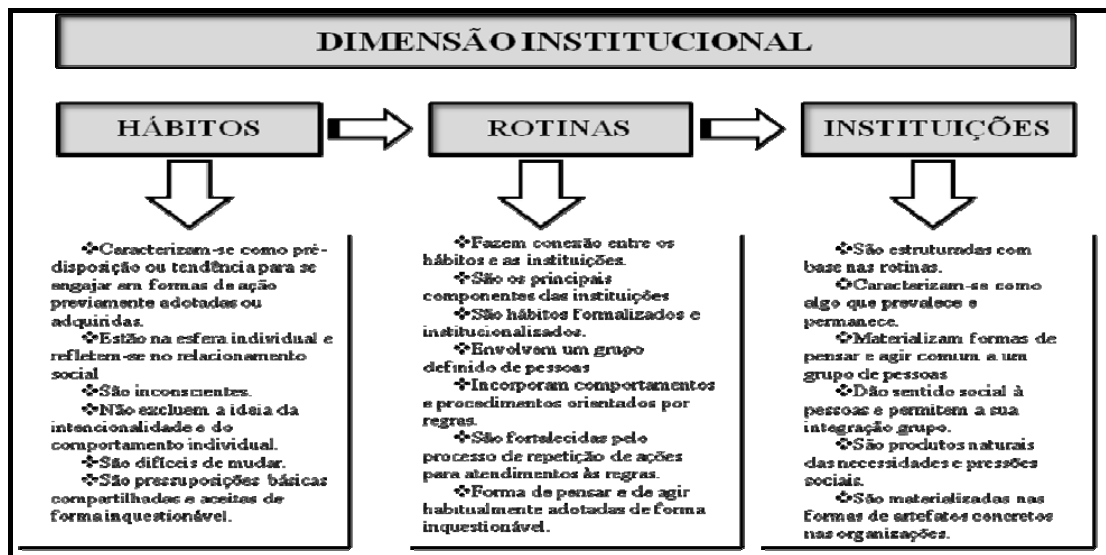 DIMENSÃO INSTITUCIONAL
HÁBITOS
ROTINAS
INSTITUIÇÕES
❖Caracterizam-se como pré-
disposição ou tendência para se
engajar em formas de ação
previamente adotadas ou
adquiridas.
❖Estão na esfera individual e
refletem-se no relacionamento
social
❖São inconscientes.
❖Não excluem a ideia da
intencionalidade e do
comportamento individual.
❖São difíceis de mudar.
❖São pressuposições básicas
compartilhadas e aceitas de
forma inquestionável.
❖Fazem conexão entre os
hábitos e as instituições.
❖São os principais
componentes das instituições
❖São hábitos formalizados e
institucionalizados.
❖Envolvem um grupo
definido de pessoas
❖Incorporam comportamentos
e procedimentos orientados por
regras.
❖São fortalecidas pelo
processo de repetição de ações
para atendimentos às regras.
❖Forma de pensar e de agir
habitualmente adotadas de forma
inquestionável.
❖São estruturadas com
base nas rotinas.
❖Caracterizam-se como
algo que prevalece e
permanece.
❖Materializam formas de
pensar e agir comum a um
grupo de pessoas
❖Dão sentido social à
pessoas e permitem a sua
integração grupo.
❖São produtos naturais
das necessidades e pressões
sociais.
❖São materializadas nas
formas de artefatos concretos
nas organizações.